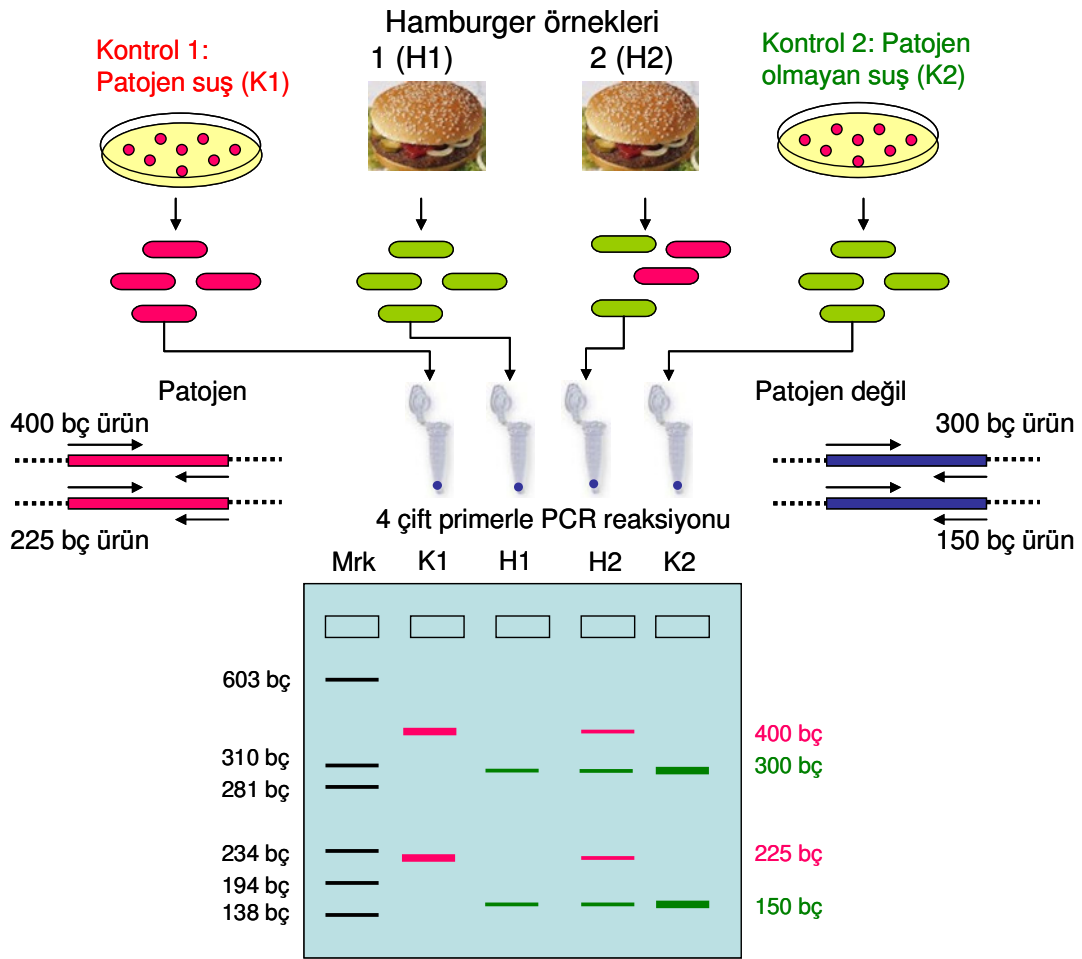 Hamburger örnekleri
Kontrol 1:
Patojen suş (K1)
1 (H1)
2 (H2)
Kontrol 2: Patojen
olmayan suş (K2)
Patojen
400 bç ürün
225 bç ürün
Patojen değil
300 bç ürün
150 bç ürün
4 çift primerle PCR reaksiyonu
Mrk K1 H1 H2 K2
603 bç
310 bç
281 bç
234 bç
194 bç
138 bç
400 bç
300 bç
225 bç
150 bç